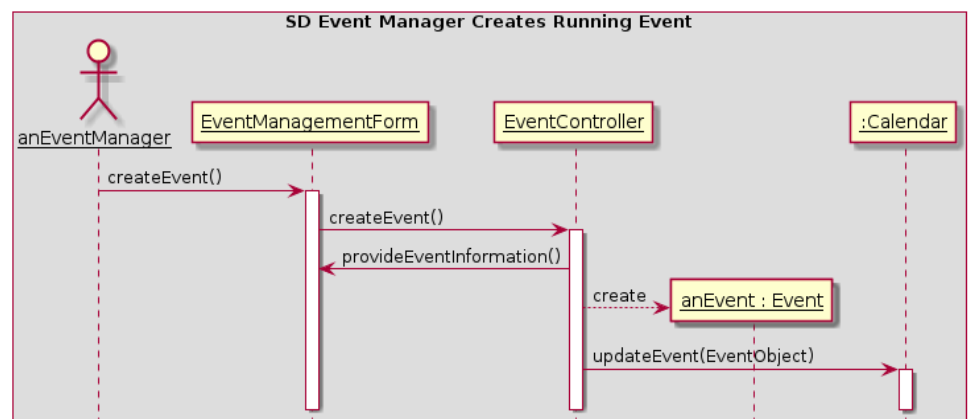 SD Event Manager Creates Running Event
anEventManager
EventManagementForm
EventController
:Calendar
createEvent()
createEvent()
provideEventInformation()
create
anEvent : Event
updateEvent(EventObject)